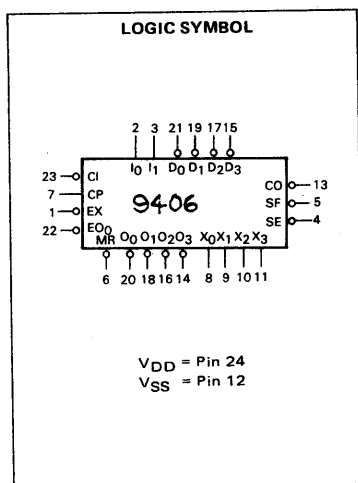 LOGIC SYMBOL
2 3 21 19 17 15
I0 I1 D0 D1 D2 D3
23 CI
7 CP
1 EX
22 EO0
9406
CO 13
SF 5
SE 4
MR O0 O1 O2 O3 X0 X1 X2 X3
6 20 18 16 14 8 9 10 11
VDD = Pin 24
VSS = Pin 12